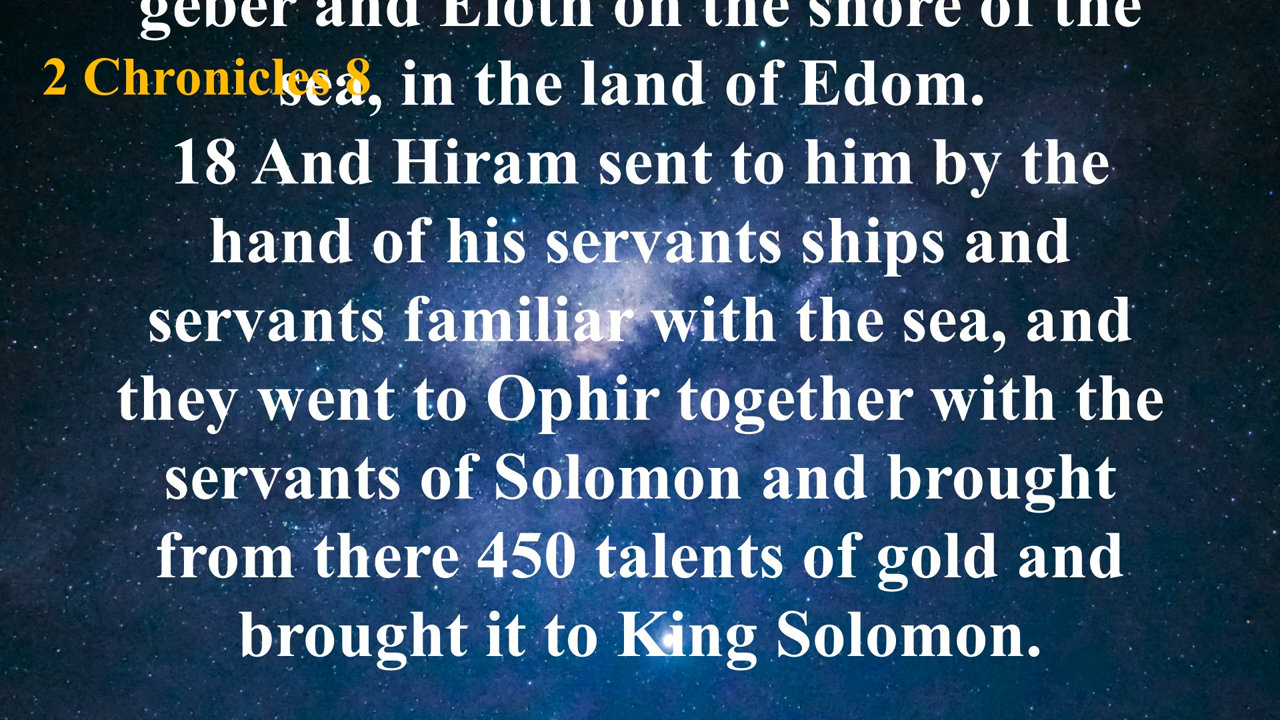 geber and Eloth on the shore of the
2 Chronicles 8
sea, in the land of Edom.
18 And Hiram sent to him by the
hand of his servants ships and
servants familiar with the sea, and
they went to Ophir together with the
servants of Solomon and brought
from there 450 talents of gold and
brought it to King Solomon.